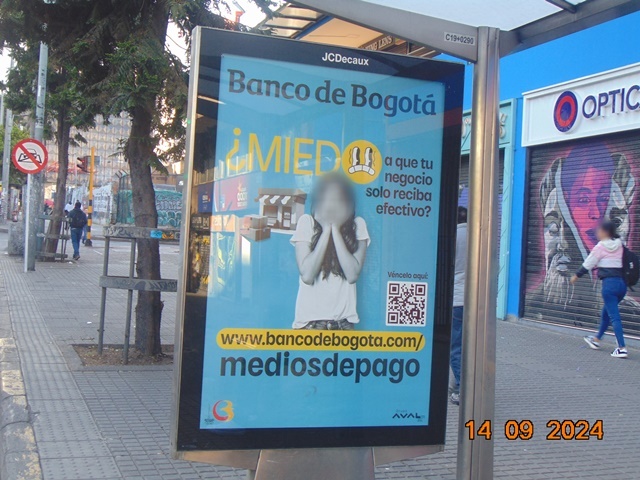 C19+0290
JCDecaux
Banco de Bogotá
¿MIEDO
a que tu
negocio
solo reciba
efectivo?
Véncelo aquí:
www.bancodebogota.com/
mediosdepago
AVAL
OPTIC
14 09 2024